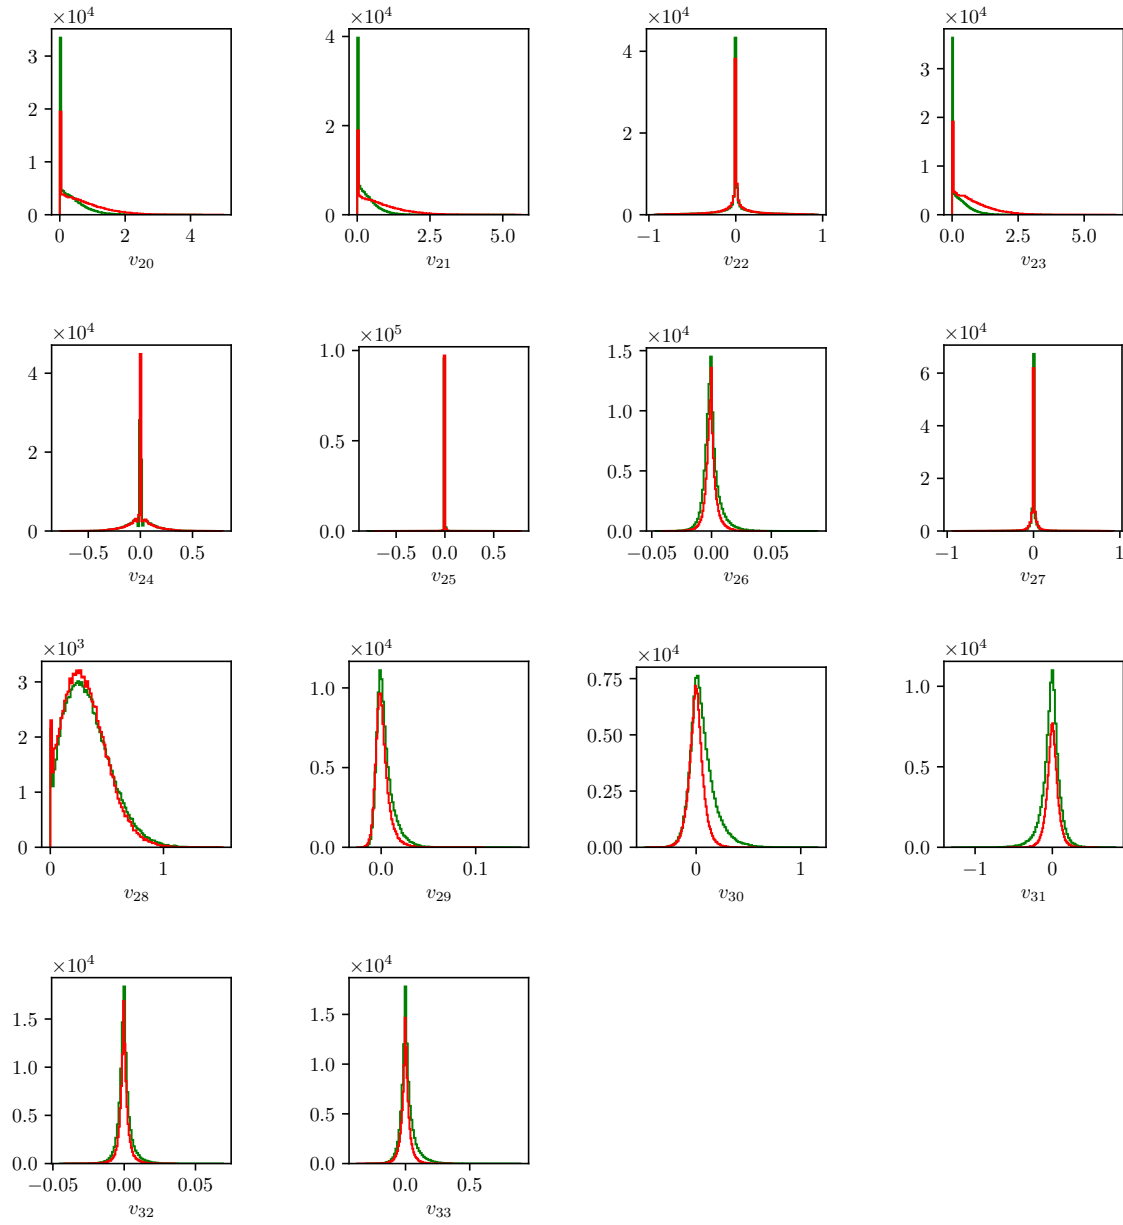 ×10⁴ ×10⁴ ×10⁴ ×10⁴
3 4 4 3
2 2 2 2
1 1
0 0 0 0
0 2 4 0.0 2.5 5.0 −1 0 1 0.0 2.5 5.0
v₂₀ v₂₁ v₂₂ v₂₃
×10⁴ ×10⁵ ×10⁴ ×10⁴
4 1.0 1.5 6
2 0.5 1.0 4
0.5 2
0 0.0 0.0 0
−0.5 0.0 0.5 −0.5 0.0 0.5 −0.05 0.00 0.05 −1 0 1
v₂₄ v₂₅ v₂₆ v₂₇
×10³ ×10⁴ ×10⁴ ×10⁴
3 1.0 0.75 1.0
2 0.5 0.50 0.5
1 0.25
0 0.0 0.00 0.0
0 1 0.0 0.1 0 1 −1 0
v₂₈ v₂₉ v₃₀ v₃₁
×10⁴ ×10⁴
1.5 1.5
1.0 1.0
0.5 0.5
0.0 0.0
−0.05 0.00 0.05 0.0 0.5
v₃₂ v₃₃